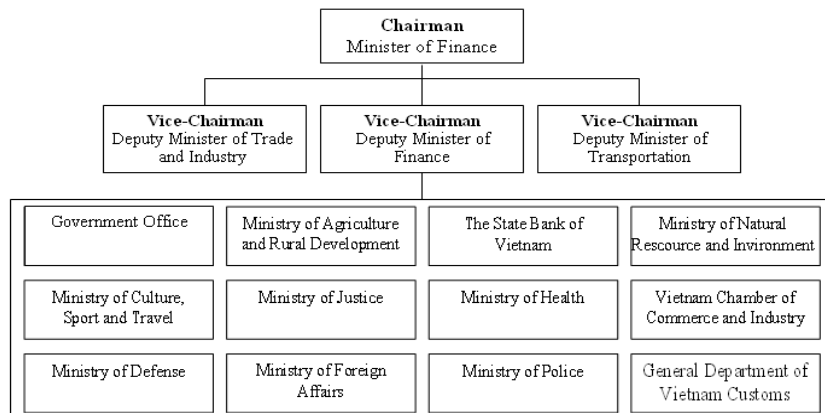 Chairman
Minister of Finance
Vice-Chairman
Deputy Minister of Trade
and Industry
Vice-Chairman
Deputy Minister of
Finance
Vice-Chairman
Deputy Minister of
Transportation
Government Office
Ministry of Agriculture
and Rural Development
The State Bank of
Vietnam
Ministry of Natural
Rescource and Invironment
Ministry of Culture,
Sport and Travel
Ministry of Justice
Ministry of Health
Vietnam Chamber of
Commerce and Industry
Ministry of Defense
Ministry of Foreign
Affairs
Ministry of Police
General Department of
Vietnam Customs